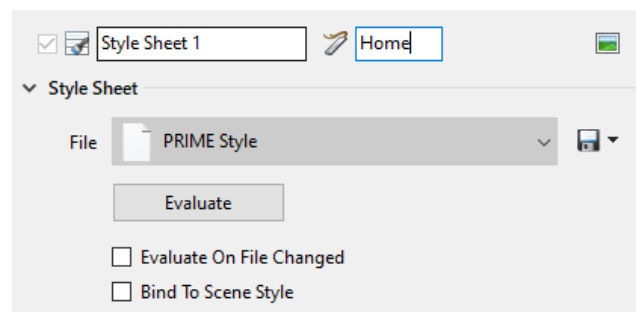 Style Sheet 1 Home
Style Sheet
File PRIME Style
Evaluate
Evaluate On File Changed
Bind To Scene Style